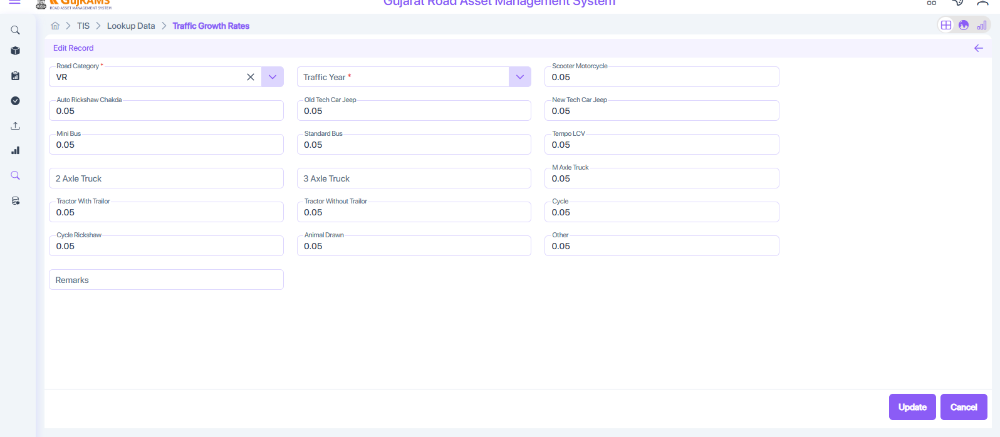 GujRAMS
ROAD ASSET MANAGEMENT SYSTEM
Gujarat Road Asset Management System
TIS
Lookup Data
Traffic Growth Rates
Edit Record
Road Category *
VR
Traffic Year *
Scooter Motorcycle
0.05
Auto Rickshaw Chakda
0.05
Old Tech Car Jeep
0.05
New Tech Car Jeep
0.05
Mini Bus
0.05
Standard Bus
0.05
Tempo LCV
0.05
2 Axle Truck
3 Axle Truck
M Axle Truck
0.05
Tractor With Trailor
0.05
Tractor Without Trailor
0.05
Cycle
0.05
Cycle Rickshaw
0.05
Animal Drawn
0.05
Other
0.05
Remarks
Update
Cancel